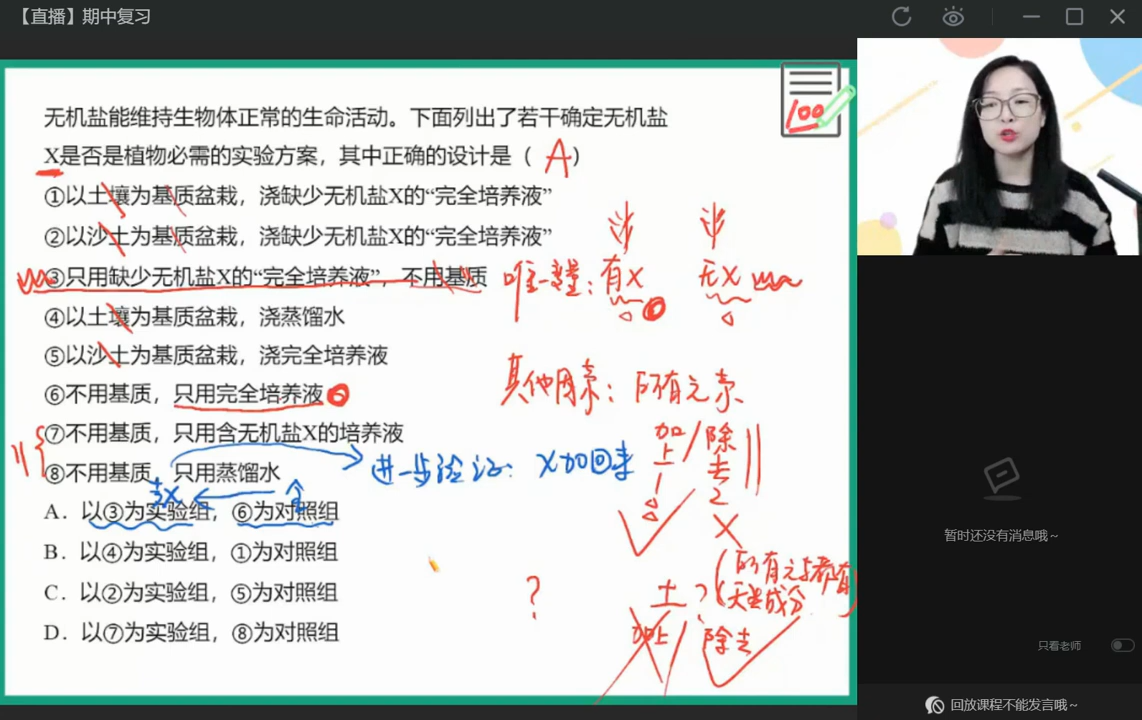 【直播】期中复习
无机盐能维持生物体正常的生命活动。下面列出了若干确定无机盐
X是否是植物必需的实验方案，其中正确的设计是（ A）
①以土壤为基质盆栽，浇缺少无机盐X的“完全培养液”
②以沙土为基质盆栽，浇缺少无机盐X的“完全培养液”
③只用缺少无机盐X的“完全培养液”，不用基质
④以土壤为基质盆栽，浇蒸馏水
⑤以沙土为基质盆栽，浇完全培养液
⑥不用基质，只用完全培养液
⑦不用基质，只用含无机盐X的培养液
⑧不用基质，只用蒸馏水
A．以③为实验组，⑥为对照组
B．以④为实验组，①为对照组
C．以②为实验组，⑤为对照组
D．以⑦为实验组，⑧为对照组
100
沙 沙
唯一变量：有X 无X
其他因素：所有元素
加上/除去
进一步验证：X加回来
土？
所有元素都有
天然成分
加上/除去
？
暂时还没有消息哦~
只看老师
回放课程不能发言哦~